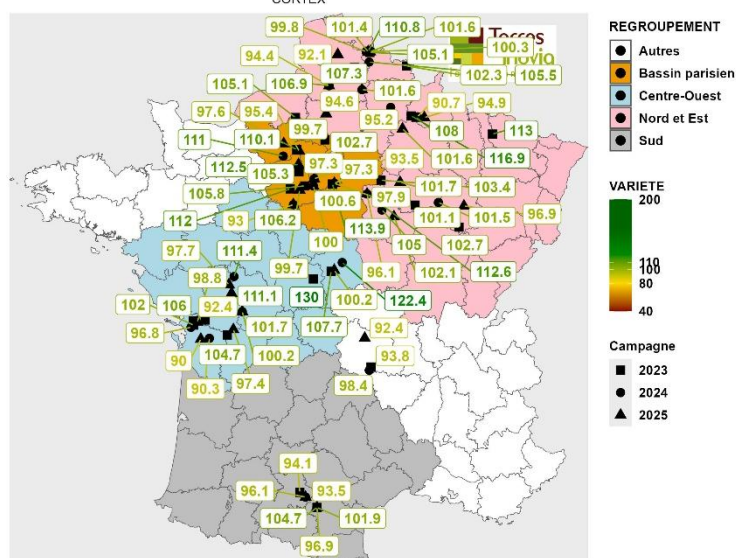 CORTEX
99.8 101.4 110.8 101.6
Terres
Inovia
94.4 92.1 105.1 100.3
105.1 106.9 107.3 102.3 105.5
101.6
97.6 95.4 94.6 90.7 94.9
99.7 95.2
111 110.1 102.7 108 113
112.5 105.3 97.3 97.3 93.5 101.6 116.9
105.8 101.7 103.4
112 93 106.2 100.6 97.9 101.1 101.5 96.9
100 113.9 105 102.7
97.7 111.4
99.7 96.1 102.1 112.6
98.8
102 106 92.4 111.1 130 100.2 122.4
96.8 101.7 107.7 92.4
90 104.7 100.2 93.8
90.3 97.4 98.4
94.1
96.1 93.5
104.7 101.9
96.9
REGROUPEMENT
Autres
Bassin parisien
Centre-Ouest
Nord et Est
Sud
VARIETE
200
110
100
90
80
40
Campagne
2023
2024
2025